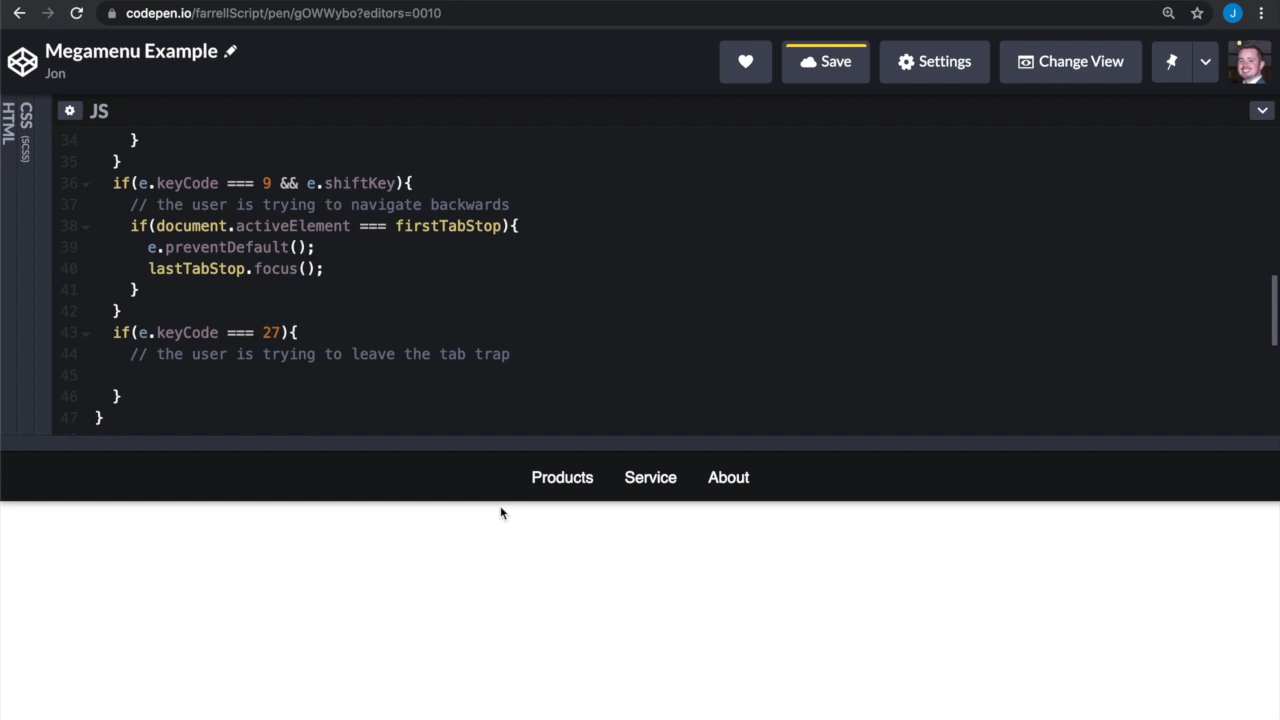 codepen.io/farrellScript/pen/gOWWybo?editors=0010
J
Megamenu Example
Jon
Save
Settings
Change View
HTML
CSS (SCSS)
JS
34 }
35 }
36 if(e.keyCode === 9 && e.shiftKey){
37 // the user is trying to navigate backwards
38 if(document.activeElement === firstTabStop){
39 e.preventDefault();
40 lastTabStop.focus();
41 }
42 }
43 if(e.keyCode === 27){
44 // the user is trying to leave the tab trap
45
46 }
47 }
Products Service About